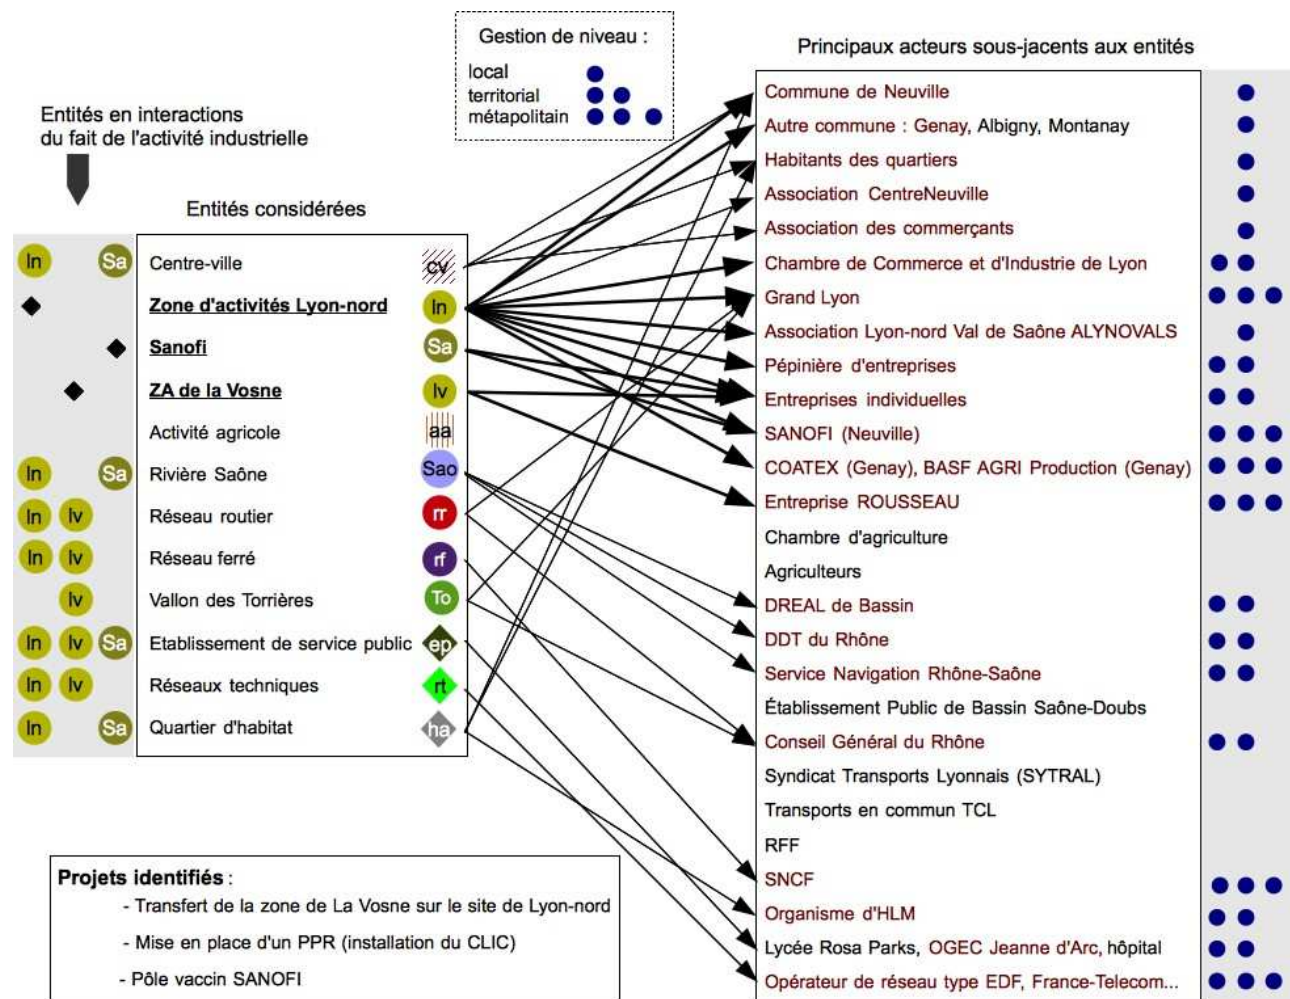 Gestion de niveau :
local
territorial
métapolitain
Principaux acteurs sous-jacents aux entités
Entités en interactions
du fait de l'activité industrielle
Entités considérées
In Sa Centre-ville cv
Zone d'activités Lyon-nord In
Sanofi Sa
ZA de la Vosne lv
Activité agricole aa
In Sa Rivière Saône Sao
In lv Réseau routier rr
In lv Réseau ferré rf
lv Vallon des Torrières To
In lv Sa Etablissement de service public ep
In lv Réseaux techniques rt
In Sa Quartier d'habitat ha
Commune de Neuville
Autre commune : Genay, Albigny, Montanay
Habitants des quartiers
Association CentreNeuville
Association des commerçants
Chambre de Commerce et d'Industrie de Lyon
Grand Lyon
Association Lyon-nord Val de Saône ALYNOVALS
Pépinière d'entreprises
Entreprises individuelles
SANOFI (Neuville)
COATEX (Genay), BASF AGRI Production (Genay)
Entreprise ROUSSEAU
Chambre d'agriculture
Agriculteurs
DREAL de Bassin
DDT du Rhône
Service Navigation Rhône-Saône
Établissement Public de Bassin Saône-Doubs
Conseil Général du Rhône
Syndicat Transports Lyonnais (SYTRAL)
Transports en commun TCL
RFF
SNCF
Organisme d'HLM
Lycée Rosa Parks, OGEC Jeanne d'Arc, hôpital
Opérateur de réseau type EDF, France-Telecom...
Projets identifiés :
- Transfert de la zone de La Vosne sur le site de Lyon-nord
- Mise en place d'un PPR (installation du CLIC)
- Pôle vaccin SANOFI